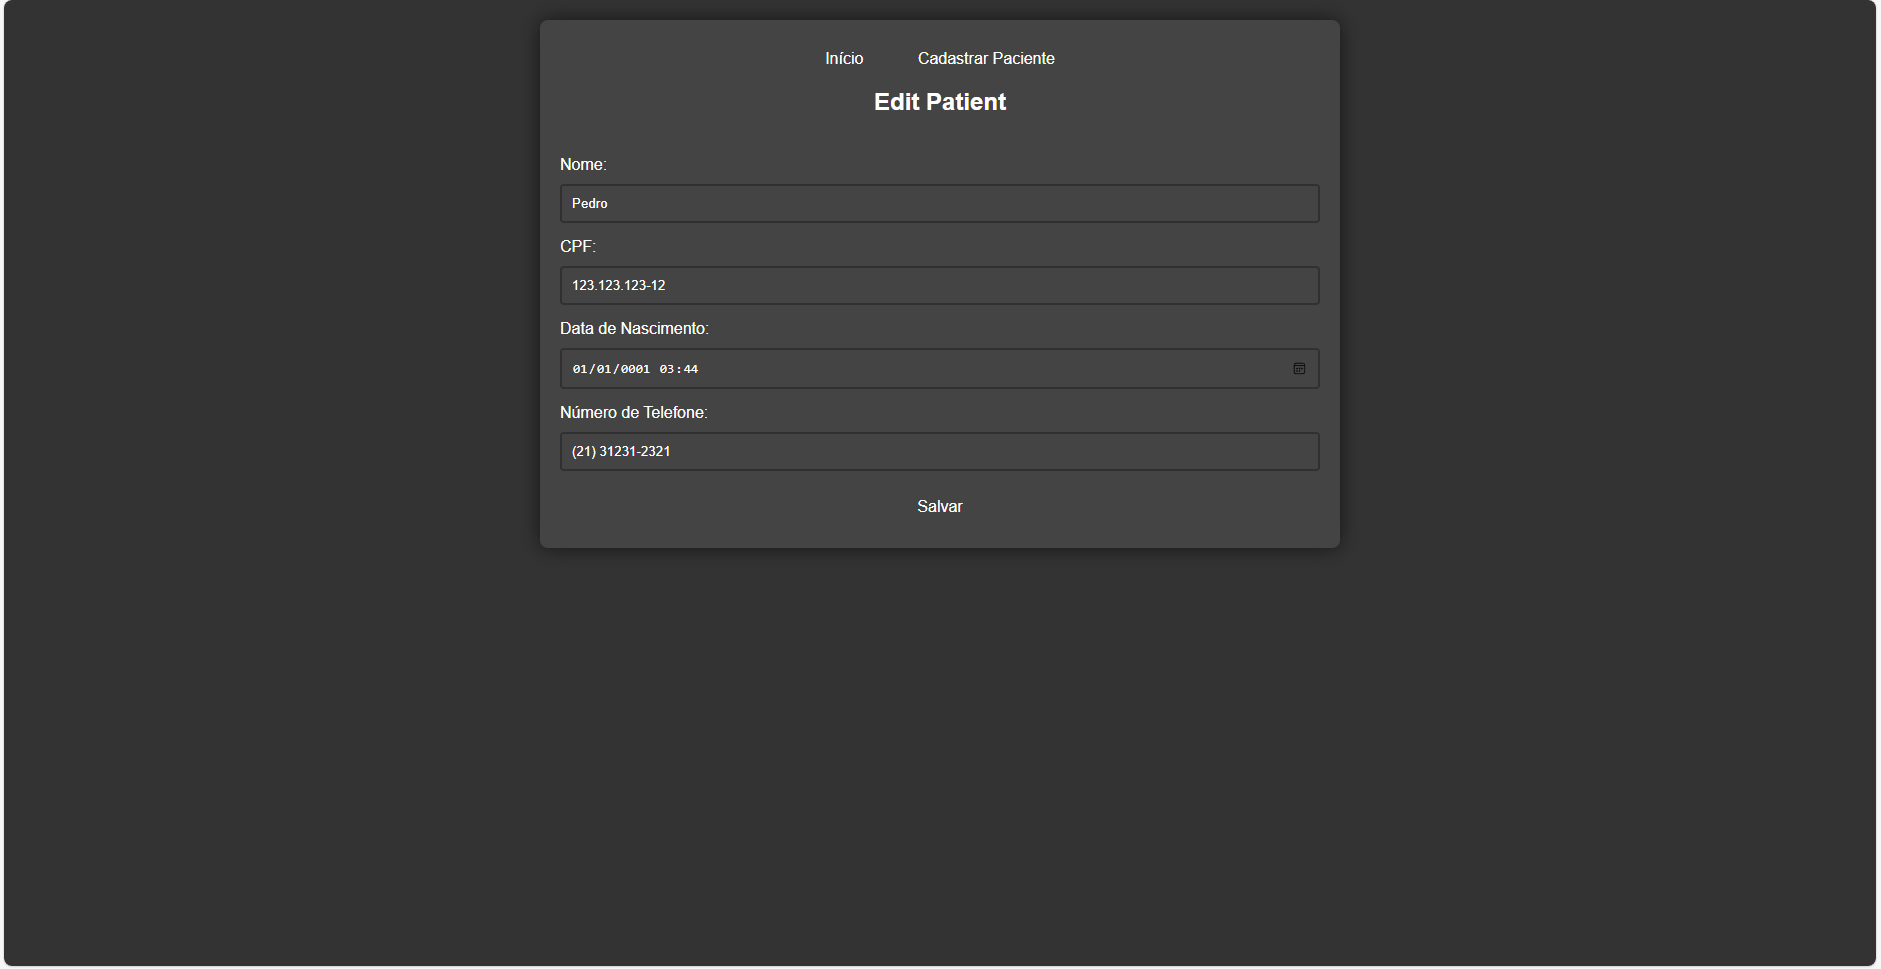 Início Cadastrar Paciente
Edit Patient
Nome:
Pedro
CPF:
123.123.123-12
Data de Nascimento:
01/01/0001 03:44
Número de Telefone:
(21) 31231-2321
Salvar